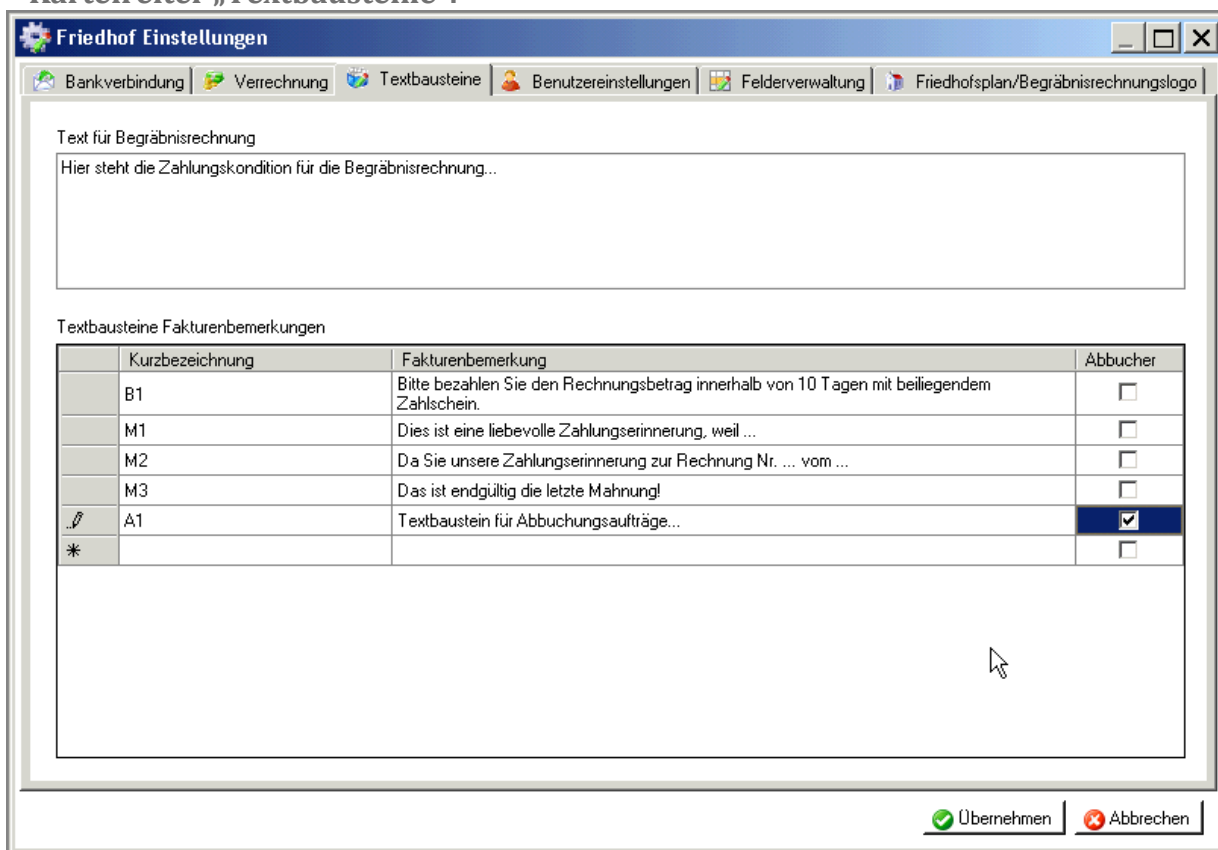 Kartenreiter „Textbausteine“:
Friedhof Einstellungen
Bankverbindung Verrechnung Textbausteine Benutzereinstellungen Felderverwaltung Friedhofsplan/Begräbnisrechnungslogo
Text für Begräbnisrechnung
Hier steht die Zahlungskondition für die Begräbnisrechnung...
Textbausteine Fakturenbemerkungen
Kurzbezeichnung Fakturenbemerkung Abbucher
B1 Bitte bezahlen Sie den Rechnungsbetrag innerhalb von 10 Tagen mit beiliegendem
Zahlschein.
M1 Dies ist eine liebevolle Zahlungserinnerung, weil ...
M2 Da Sie unsere Zahlungserinnerung zur Rechnung Nr. ... vom ...
M3 Das ist endgültig die letzte Mahnung!
A1 Textbaustein für Abbuchungsaufträge...
Übernehmen Abbrechen